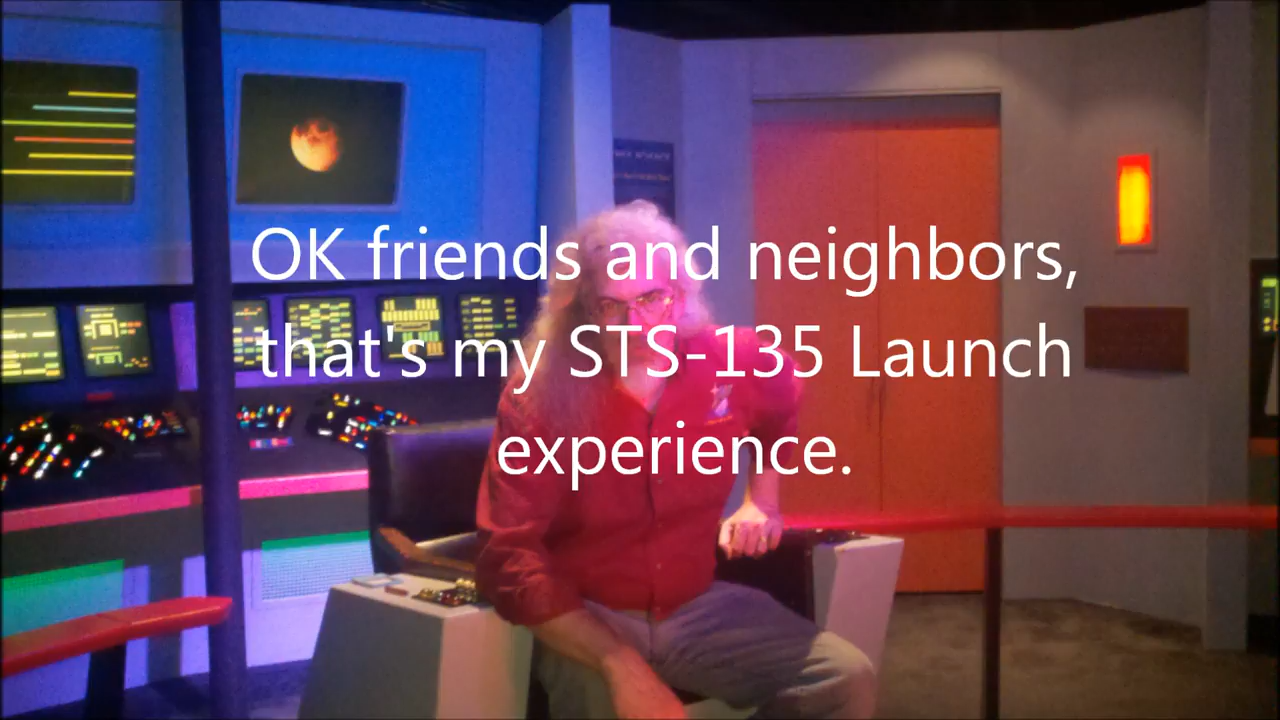 OK friends and neighbors,
that's my STS-135 Launch
experience.